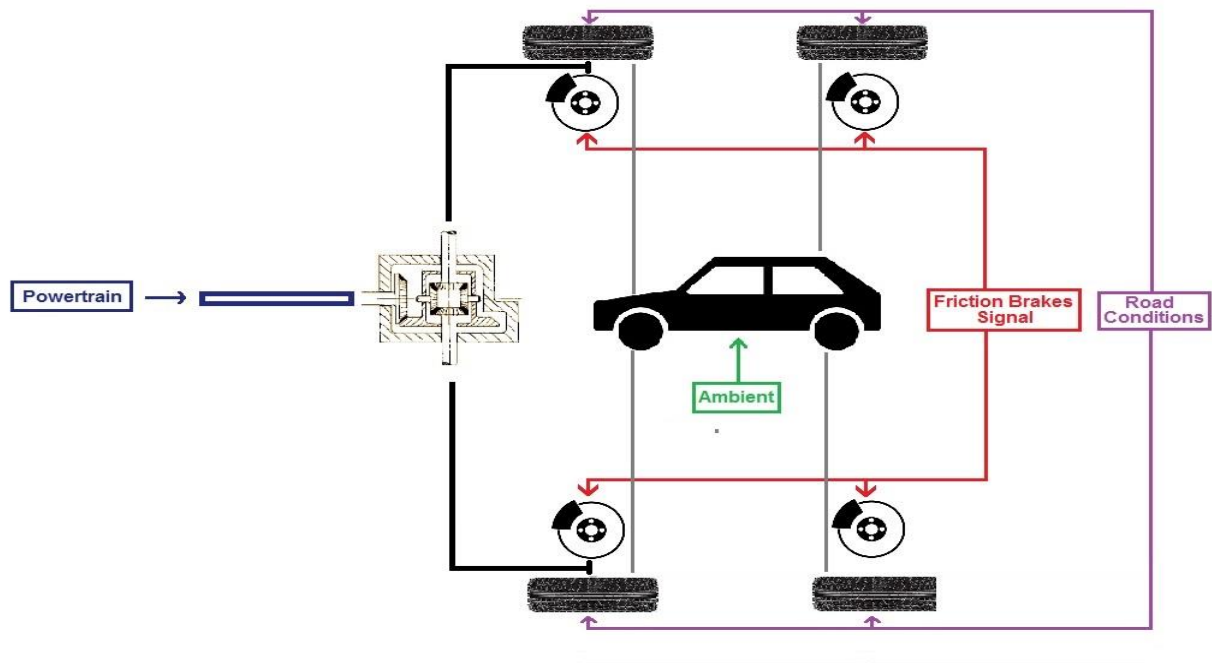 Powertrain
Friction Brakes
Signal
Road
Conditions
Ambient